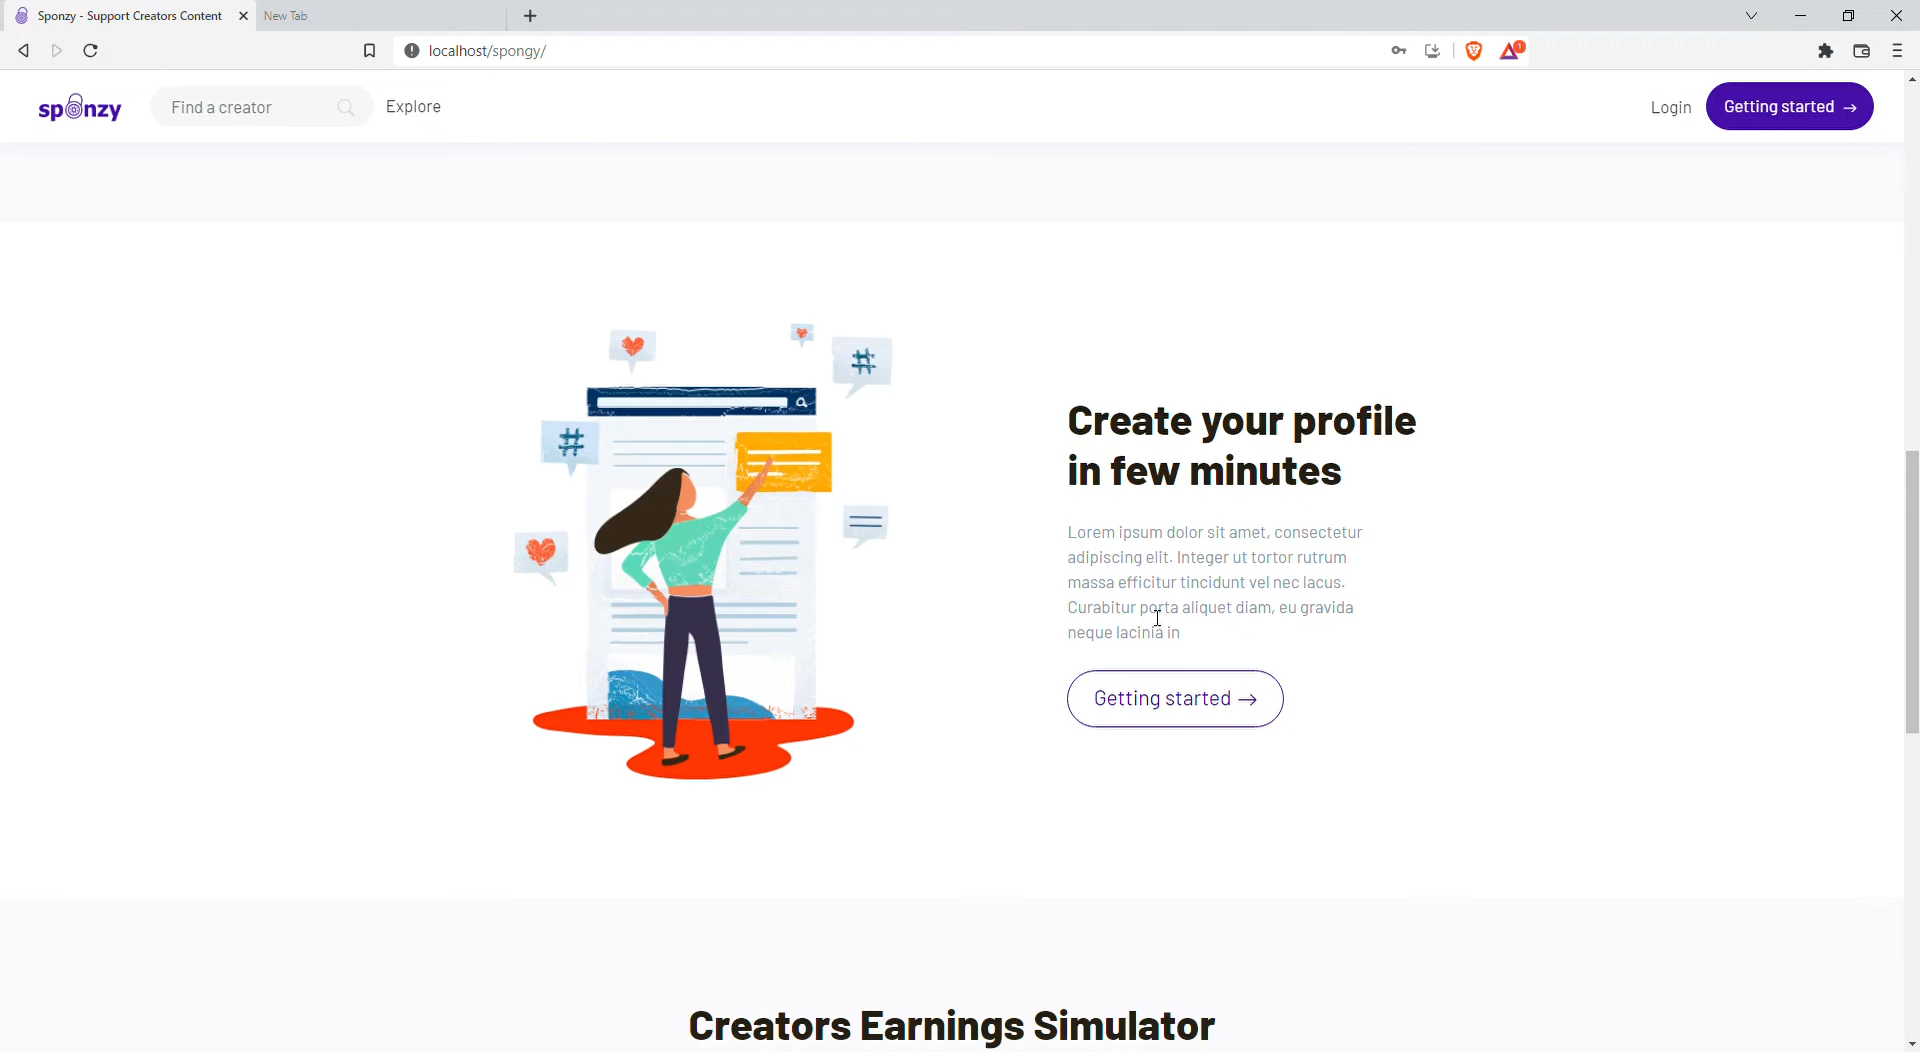 Sponzy - Support Creators Content
New Tab
localhost/spongy/
1
sponzy
Find a creator
Explore
Login
Getting started →
#
#
Create your profile
in few minutes
Lorem ipsum dolor sit amet, consectetur
adipiscing elit. Integer ut tortor rutrum
massa efficitur tincidunt vel nec lacus.
Curabitur porta aliquet diam, eu gravida
neque lacinia in
Getting started →
Creators Earnings Simulator